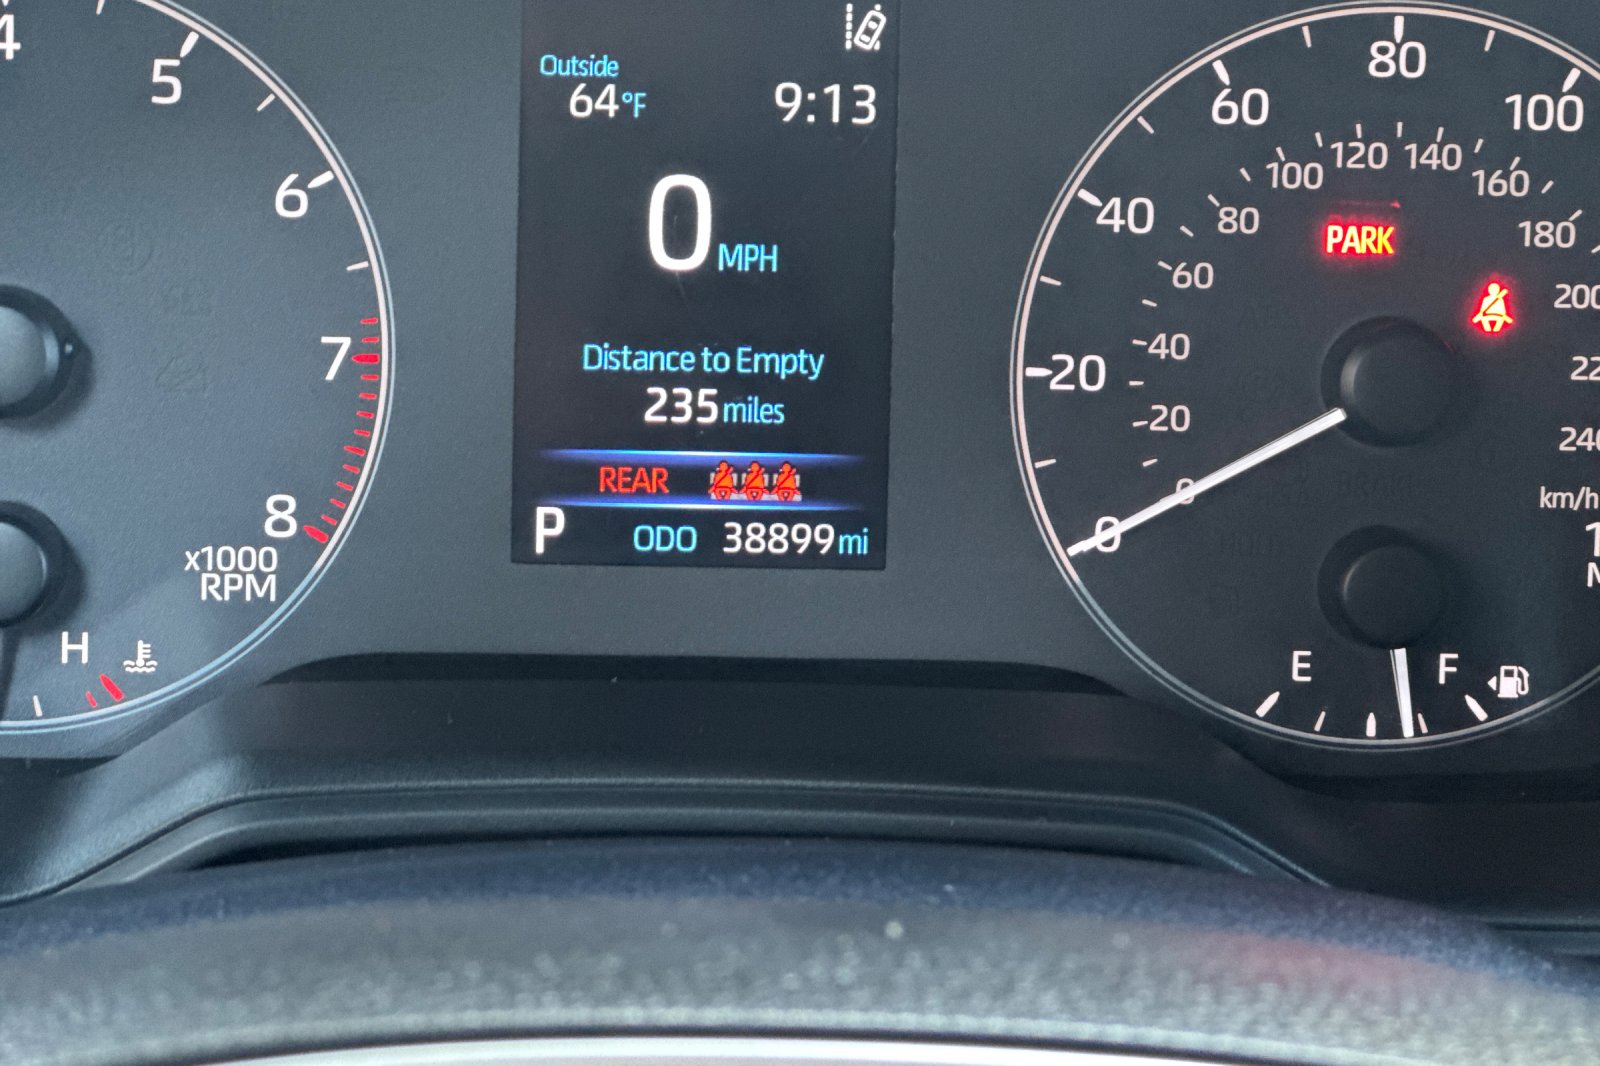 4
5
6
7
8
x1000
RPM
H
Outside
64°F
9:13
0 MPH
Distance to Empty
235 miles
REAR
P ODO 38899 mi
0
20
40
60
80
100
0
20
40
60
80
100
120
140
160
180
200
km/h
PARK
E
F